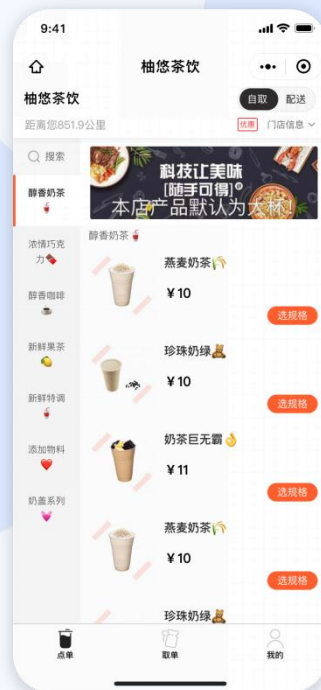 9:41
柚悠茶饮
柚悠茶饮
自取 配送
距离您851.9公里
优惠 门店信息
搜索
科技让美味
[随手可得]
本店产品默认为大杯!
醇香奶茶
浓情巧克力
醇香咖啡
新鲜果茶
新鲜特调
添加物料
奶盖系列
醇香奶茶
燕麦奶茶
¥10
选规格
珍珠奶绿
¥10
选规格
奶茶巨无霸
¥11
选规格
燕麦奶茶
¥10
选规格
珍珠奶绿
点单
取单
我的